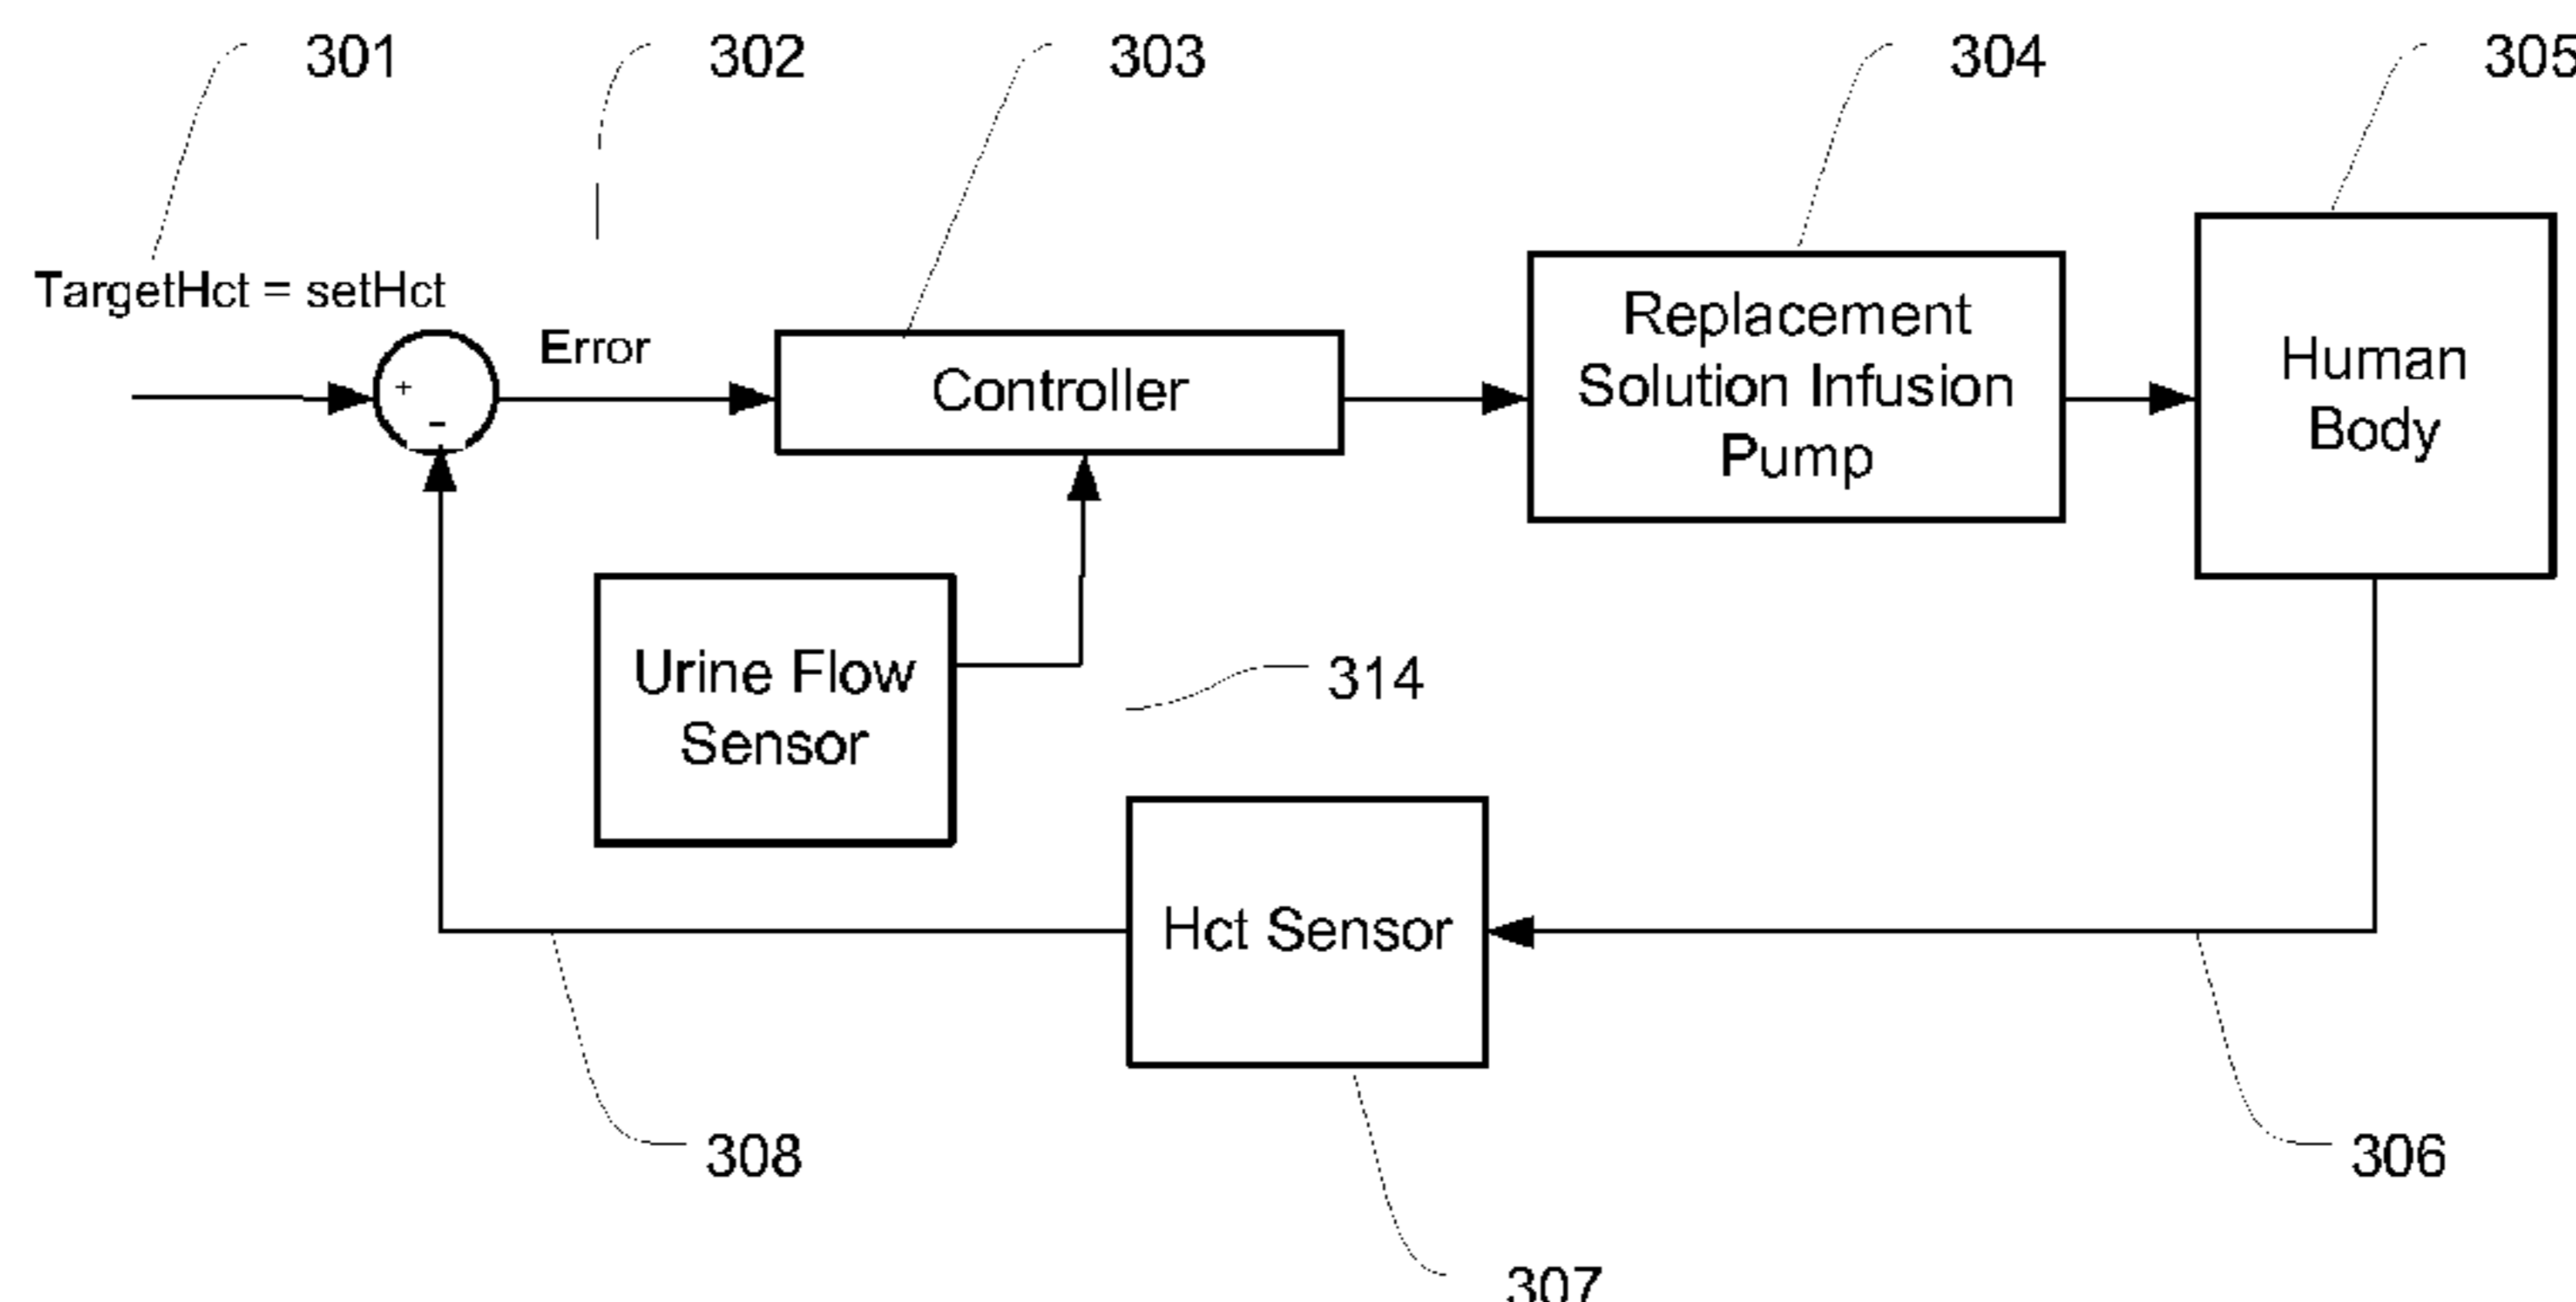 301
302
303
304
305
TargetHct = setHct
+
-
Error
Controller
Replacement
Solution Infusion
Pump
Human
Body
Urine Flow
Sensor
314
Hct Sensor
308
306
307